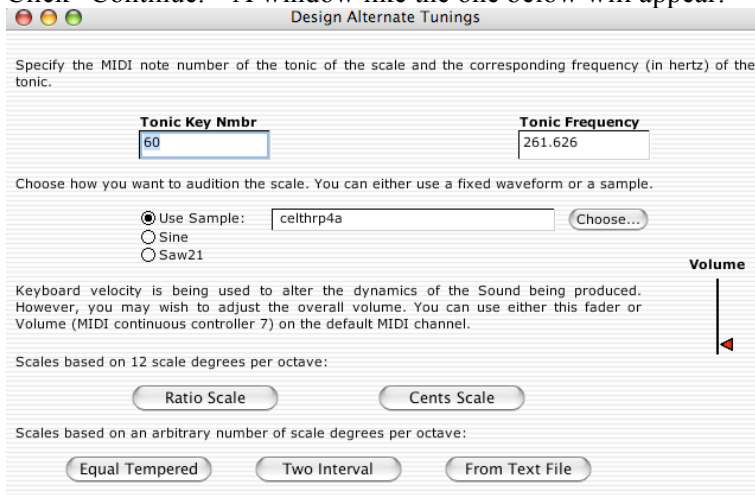 Click "Continue." A window like the one below will appear:
Design Alternate Tunings
Specify the MIDI note number of the tonic of the scale and the corresponding frequency (in hertz) of the
tonic.
Tonic Key Nmbr Tonic Frequency
60 261.626
Choose how you want to audition the scale. You can either use a fixed waveform or a sample.
Use Sample: celthrp4a Choose...
Sine
Saw21
Volume
Keyboard velocity is being used to alter the dynamics of the Sound being produced.
However, you may wish to adjust the overall volume. You can use either this fader or
Volume (MIDI continuous controller 7) on the default MIDI channel.
Scales based on 12 scale degrees per octave:
Ratio Scale Cents Scale
Scales based on an arbitrary number of scale degrees per octave:
Equal Tempered Two Interval From Text File